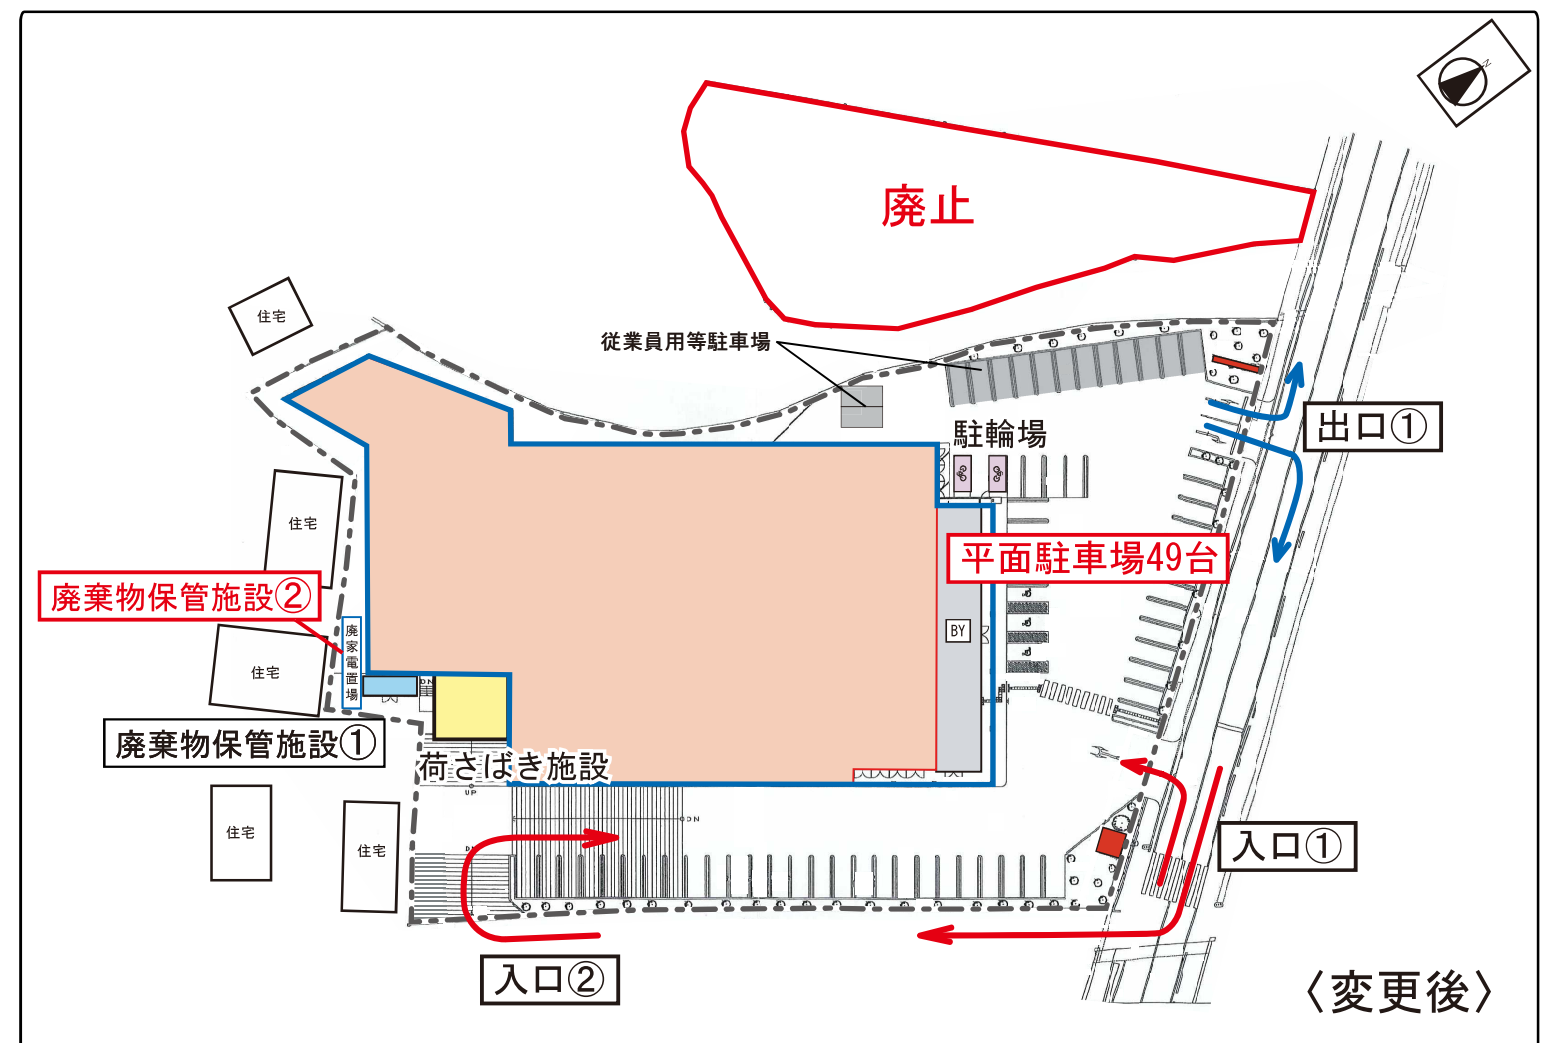 N
廃止
住宅
従業員用等駐車場
出口①
駐輪場
住宅
平面駐車場49台
廃棄物保管施設②
BY
廃家電置場
住宅
DN
廃棄物保管施設①
荷さばき施設
UP
DN
住宅
住宅
入口①
入口②
〈変更後〉